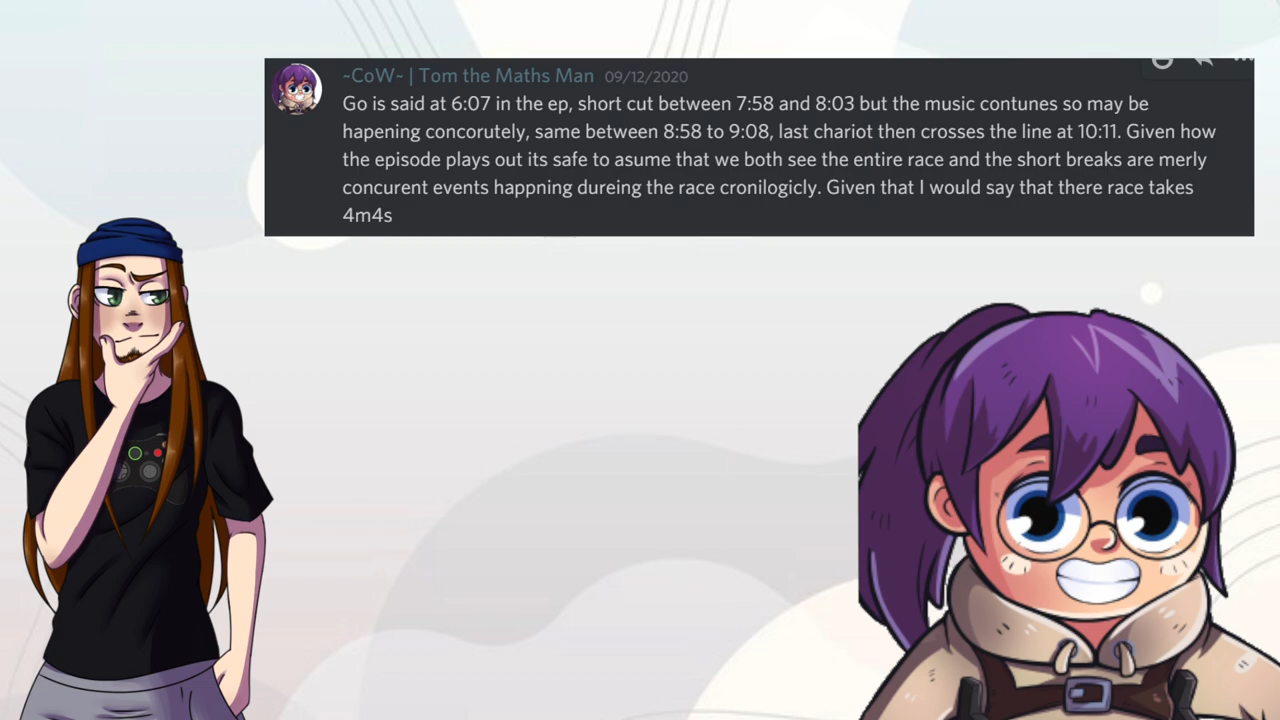 ~CoW~ | Tom the Maths Man 09/12/2020
Go is said at 6:07 in the ep, short cut between 7:58 and 8:03 but the music contunes so may be
hapening concorutely, same between 8:58 to 9:08, last chariot then crosses the line at 10:11. Given how
the episode plays out its safe to asume that we both see the entire race and the short breaks are merly
concurent events happning dureing the race cronilogicly. Given that I would say that there race takes
4m4s